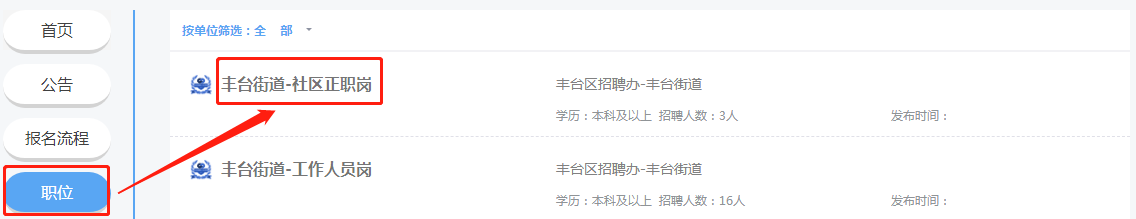 首页
公告
报名流程
职位
按单位筛选：全 部
丰台街道-社区正职岗
丰台区招聘办-丰台街道
学历：本科及以上 招聘人数：3人 发布时间：
丰台街道-工作人员岗
丰台区招聘办-丰台街道
学历：本科及以上 招聘人数：16人 发布时间：